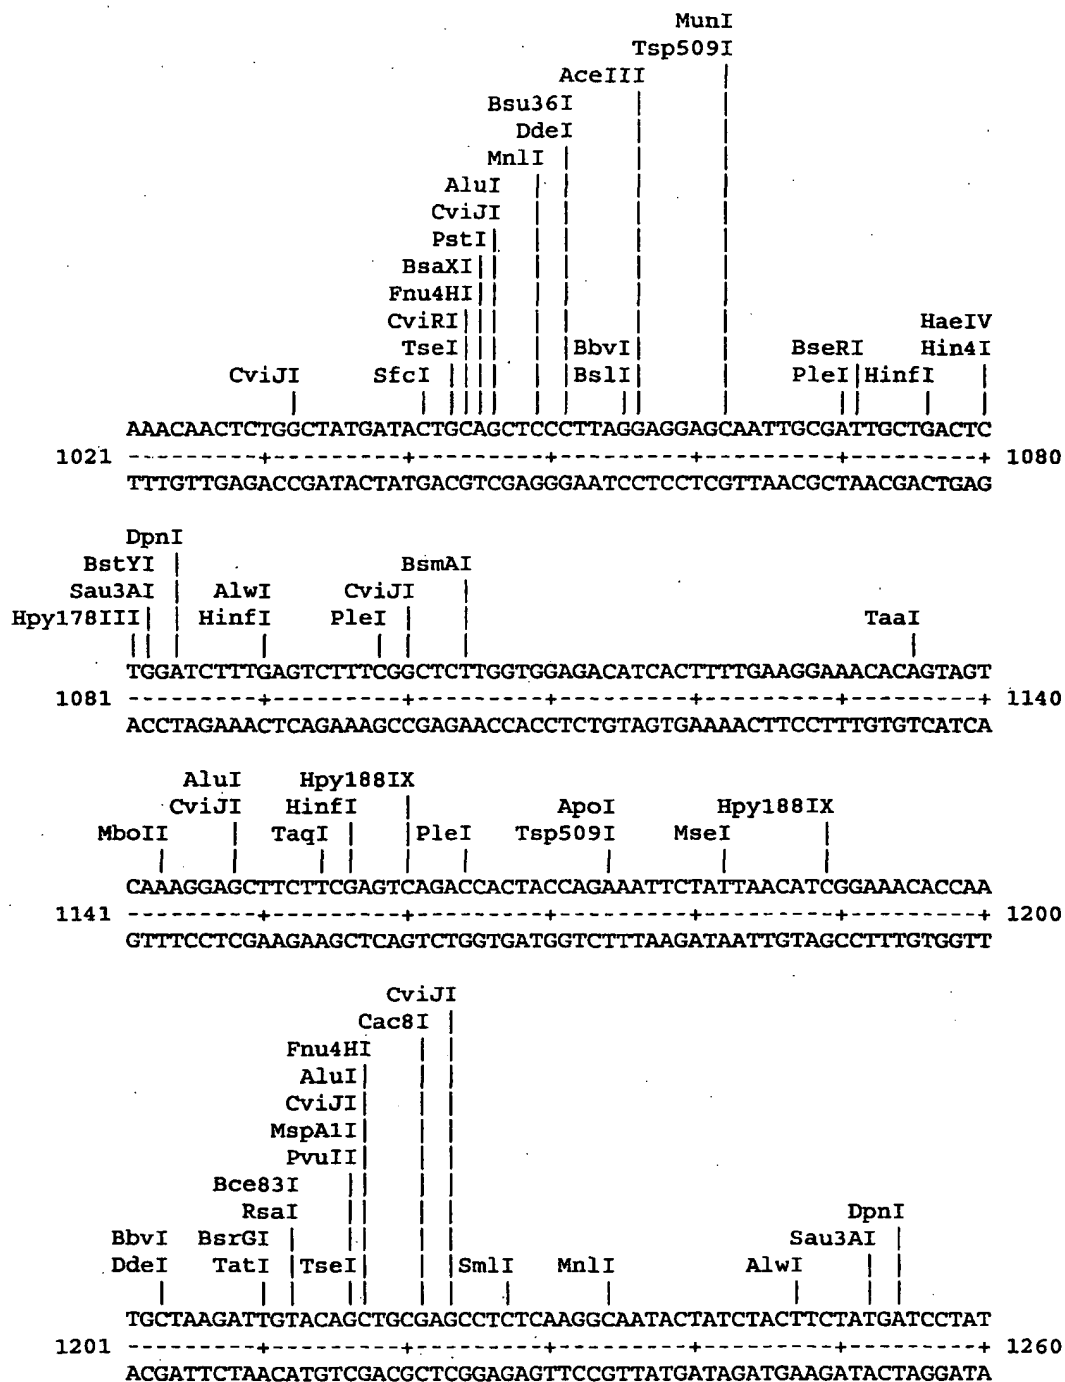 MunI
Tsp509I
AceIII
Bsu36I
DdeI
MnlI
AluI
CviJI
PstI
BsaXI
Fnu4HI
CviRI HaeIV
TseI BbvI BseRI Hin4I
CviJI SfcI BslI PleI HinfI
AAACAACTCTGGCTATGATACTGCAGCTCCCTTAGGAGGAGCAATTGCGATTGCTGACTC
1021 ---------+---------+---------+---------+---------+---------+ 1080
TTTGTTGAGACCGATACTATGACGTCGAGGGAATCCTCCTCGTTAACGCTAACGACTGAG
DpnI
BstYI BsmAI
Sau3AI AlwI CviJI
Hpy178III HinfI PleI TaaI
TGGATCTTTGAGTCTTTCGGCTCTTGGTGGAGACATCACTTTTGAAGGAAACACAGTAGT
1081 ---------+---------+---------+---------+---------+---------+ 1140
ACCTAGAAACTCAGAAAGCCGAGAACCACCTCTGTAGTGAAAACTTCCTTTGTGTCATCA
AluI Hpy188IX
CviJI HinfI ApoI Hpy188IX
MboII TaqI PleI Tsp509I MseI
CAAAGGAGCTTCTTCGAGTCAGACCACTACCAGAAATTCTATTAACATCGGAAACACCAA
1141 ---------+---------+---------+---------+---------+---------+ 1200
GTTTCCTCGAAGAAGCTCAGTCTGGTGATGGTCTTTAAGATAATTGTAGCCTTTGTGGTT
CviJI
Cac8I
Fnu4HI
AluI
CviJI
MspA1I
PvuII
Bce83I
RsaI DpnI
BbvI BsrGI Sau3AI
DdeI TatI TseI SmlI MnlI AlwI
TGCTAAGATTGTACAGCTGCGAGCCTCTCAAGGCAATACTATCTACTTCTATGATCCTAT
1201 ---------+---------+---------+---------+---------+---------+ 1260
ACGATTCTAACATGTCGACGCTCGGAGAGTTCCGTTATGATAGATGAAGATACTAGGATA